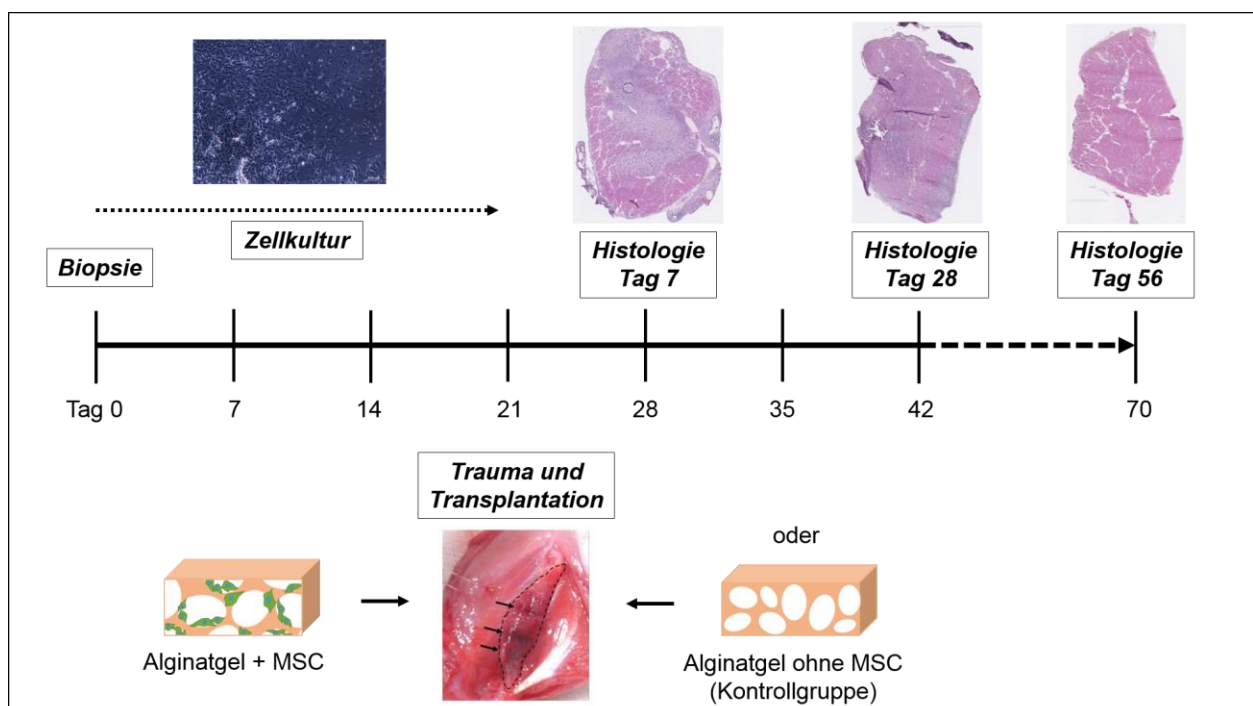 Zellkultur
Biopsie
Histologie
Tag 7
Histologie
Tag 28
Histologie
Tag 56
Tag 0
7
14
21
28
35
42
70
Trauma und
Transplantation
oder
Alginatgel + MSC
Alginatgel ohne MSC
(Kontrollgruppe)